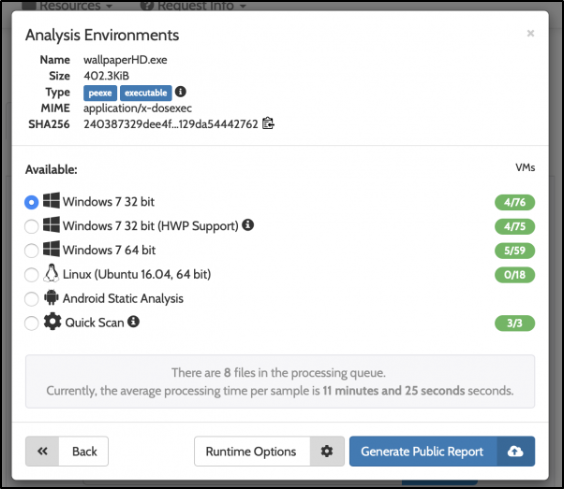 Resources
Request Info
Analysis Environments
×
Name wallpaperHD.exe
Size 402.3KiB
Type peexe executable
MIME application/x-dosexec
SHA256 240387329dee4f...129da54442762
Available: VMs
Windows 7 32 bit 4/76
Windows 7 32 bit (HWP Support) 4/75
Windows 7 64 bit 5/59
Linux (Ubuntu 16.04, 64 bit) 0/18
Android Static Analysis
Quick Scan 3/3
There are 8 files in the processing queue.
Currently, the average processing time per sample is 11 minutes and 25 seconds seconds.
Back Runtime Options Generate Public Report